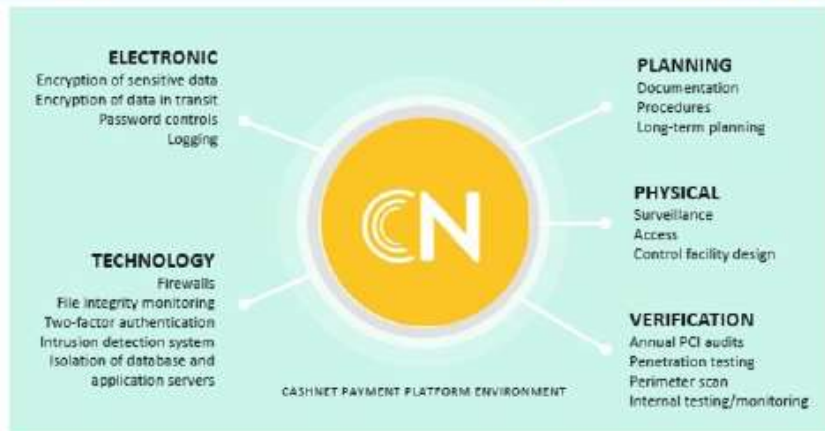 ELECTRONIC
Encryption of sensitive data
Encryption of data in transit
Password controls
Logging
TECHNOLOGY
Firewalls
File integrity monitoring
Two-factor authentication
Intrusion detection system
Isolation of database and
application servers
CN
CASHNET PAYMENT PLATFORM ENVIRONMENT
PLANNING
Documentation
Procedures
Long-term planning
PHYSICAL
Surveillance
Access
Control facility design
VERIFICATION
Annual PCI audits
Penetration testing
Perimeter scan
Internal testing/monitoring